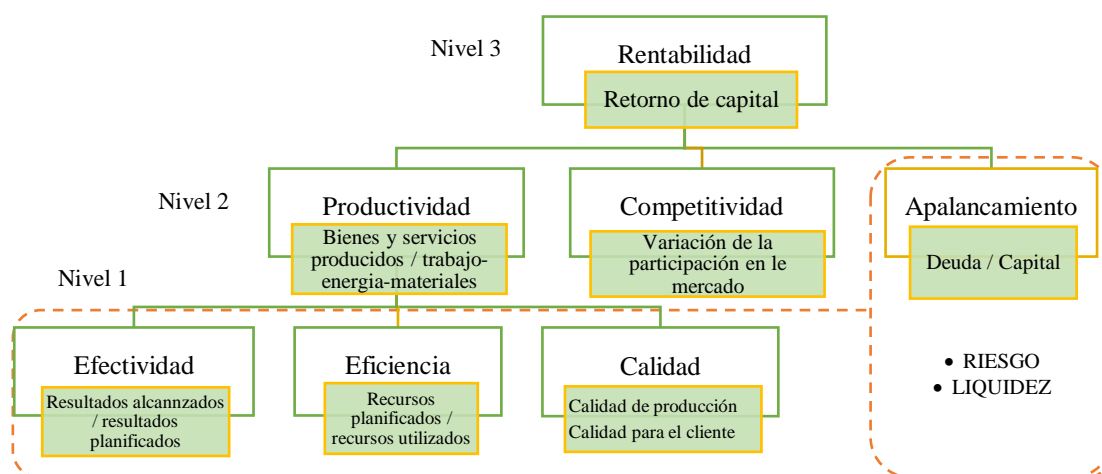 Nivel 3
Rentabilidad
Retorno de capital
Nivel 2
Productividad
Bienes y servicios
producidos / trabajo-
energia-materiales
Competitividad
Variación de la
participación en le
mercado
Apalancamiento
Deuda / Capital
Nivel 1
Efectividad
Resultados alcannzados
/ resultados
planificados
Eficiencia
Recursos
planificados /
recursos utilizados
Calidad
Calidad de producción
Calidad para el cliente
• RIESGO
• LIQUIDEZ